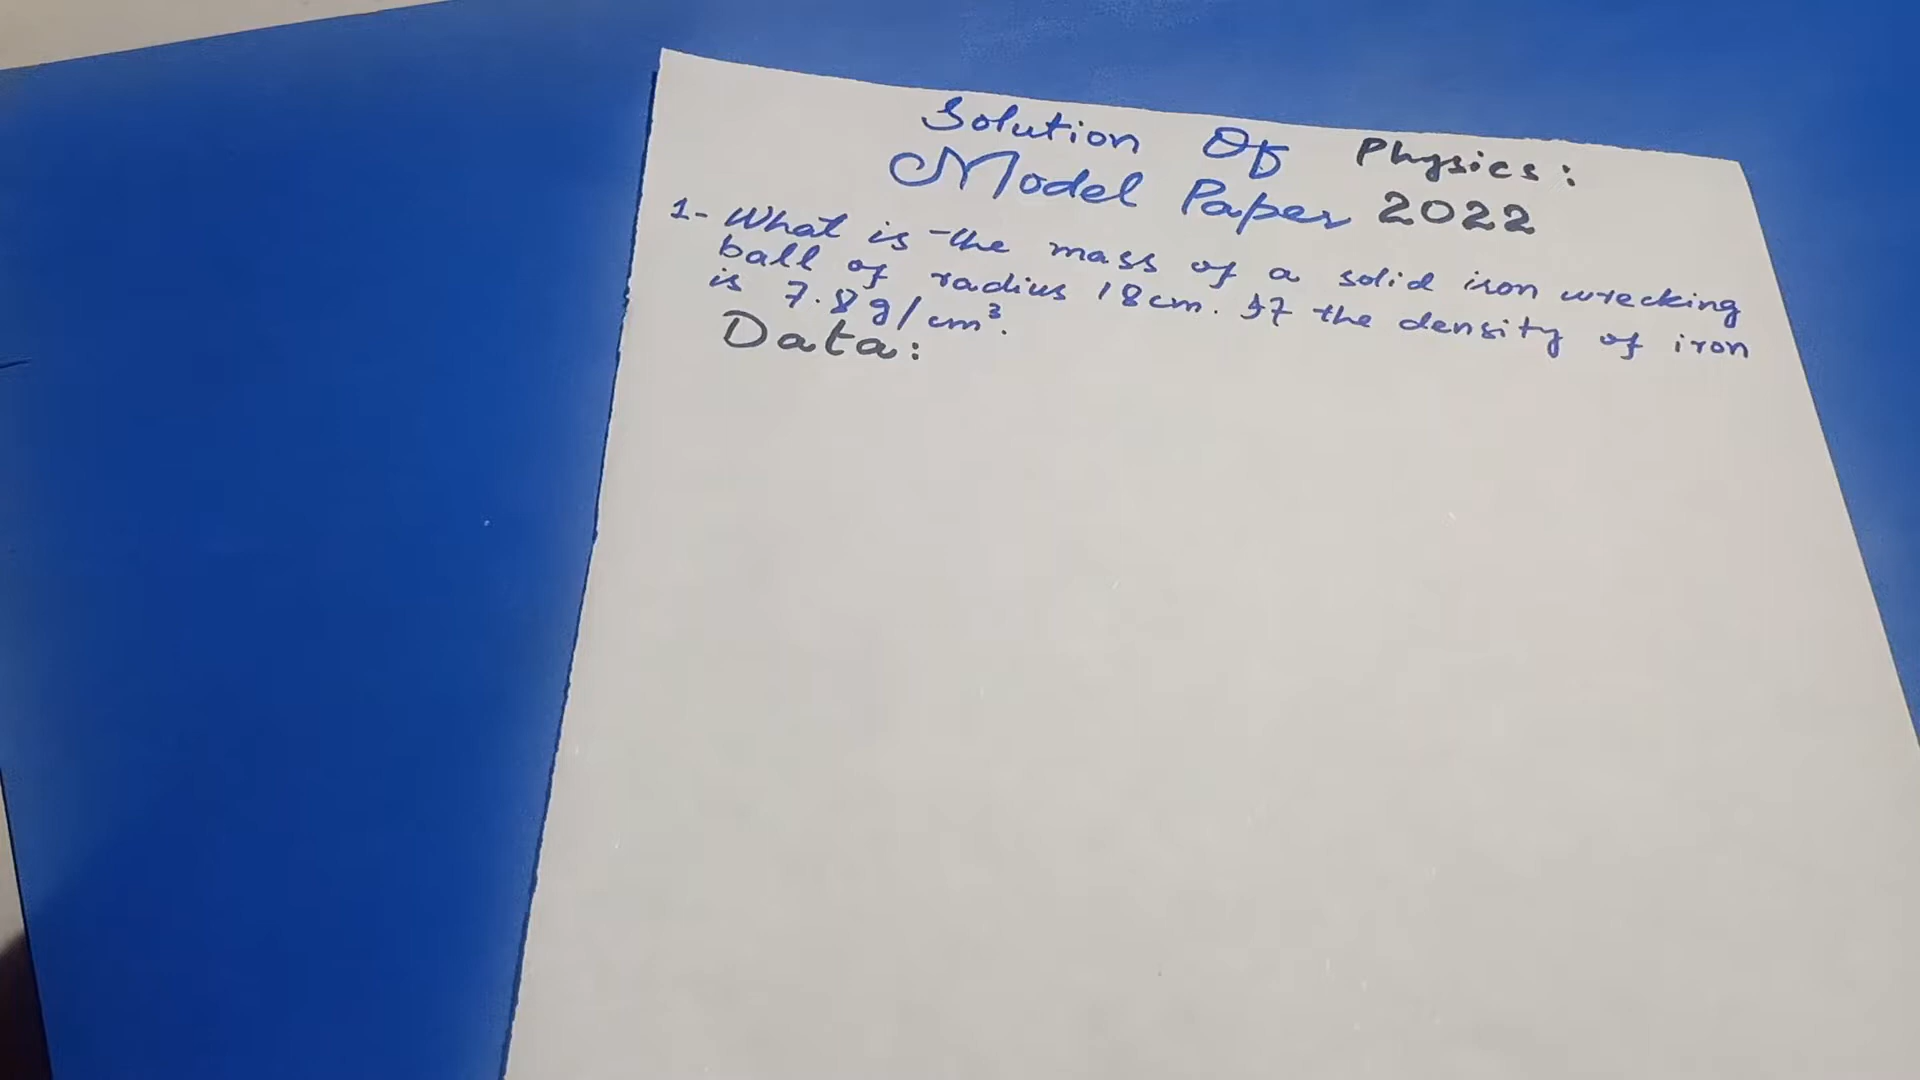 Solution Of Physics:
Model Paper 2022
1- What is the mass of a solid iron wrecking
ball of radius 18cm. If the density of iron
is 7.8g/cm³.
Data: